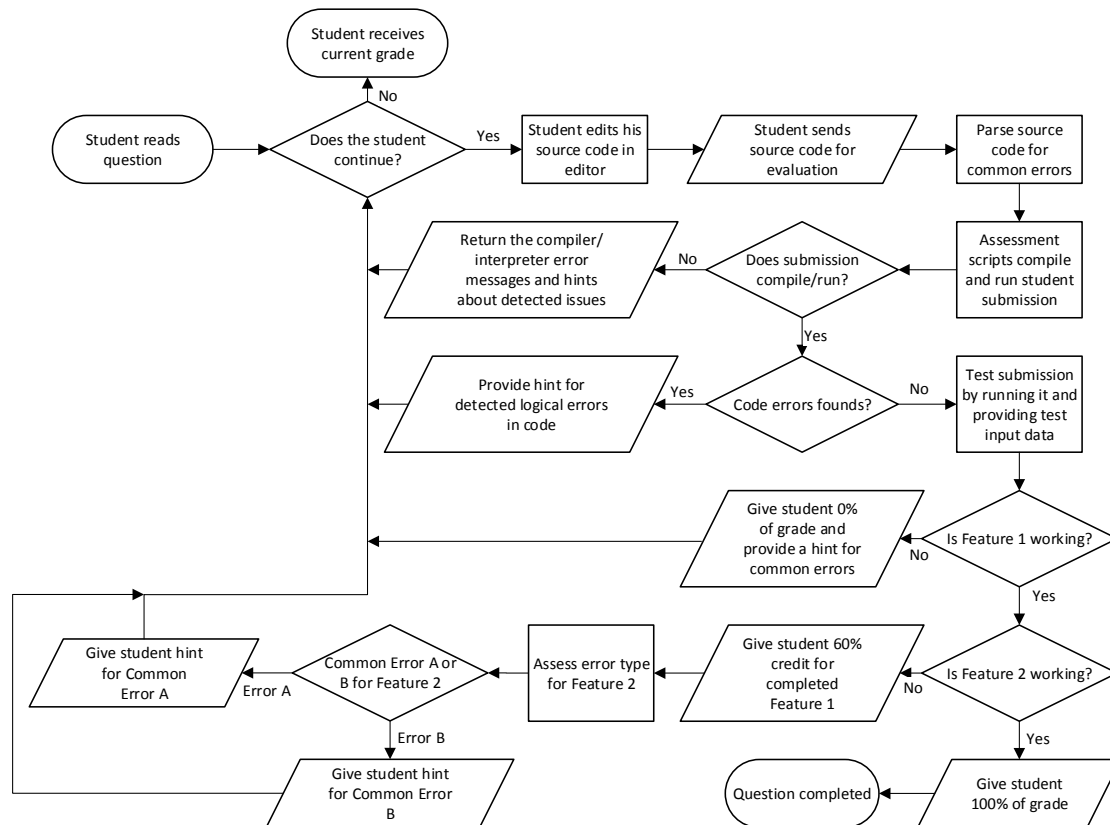 Student receives
current grade
No
Student reads
question
Does the student
continue?
Yes
Student edits his
source code in
editor
Student sends
source code for
evaluation
Parse source
code for
common errors
Return the compiler/
interpreter error
messages and hints
about detected issues
No
Does submission
compile/run?
Assessment
scripts compile
and run student
submission
Yes
Provide hint for
detected logical errors
in code
Yes
Code errors founds?
No
Test submission
by running it and
providing test
input data
Give student 0%
of grade and
provide a hint for
common errors
No
Is Feature 1 working?
Yes
Give student hint
for Common
Error A
Error A
Common Error A or
B for Feature 2
Assess error type
for Feature 2
Give student 60%
credit for
completed
Feature 1
No
Is Feature 2 working?
Error B
Yes
Give student hint
for Common Error
B
Question completed
Give student
100% of grade